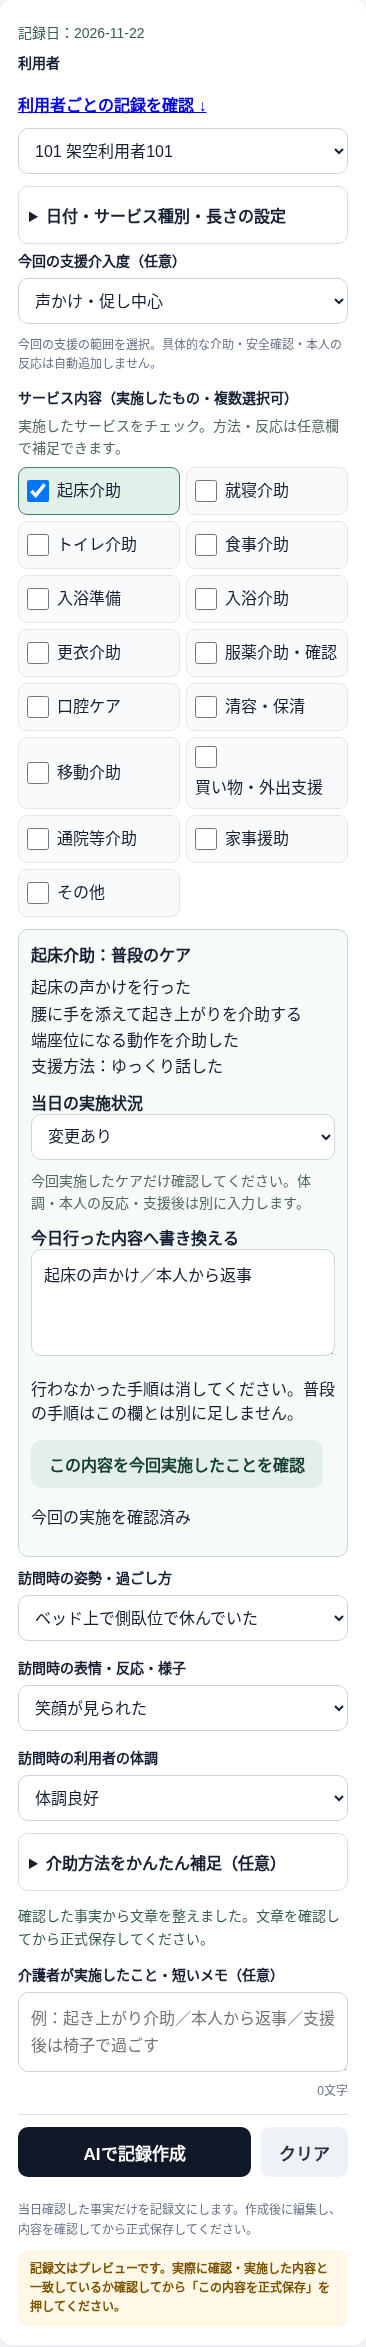 記録日：2026-11-22
利用者
利用者ごとの記録を確認 ↓
101 架空利用者101
▶ 日付・サービス種別・長さの設定
今回の支援介入度（任意）
声かけ・促し中心
今回の支援の範囲を選択。具体的な介助・安全確認・本人の
反応は自動追加しません。
サービス内容（実施したもの・複数選択可）
実施したサービスをチェック。方法・反応は任意欄
で補足できます。
起床介助
就寝介助
トイレ介助
食事介助
入浴準備
入浴介助
更衣介助
服薬介助・確認
口腔ケア
清容・保清
移動介助
買い物・外出支援
通院等介助
家事援助
その他
起床介助：普段のケア
起床の声かけを行った
腰に手を添えて起き上がりを介助する
端座位になる動作を介助した
支援方法：ゆっくり話した
当日の実施状況
変更あり
今回実施したケアだけ確認してください。体
調・本人の反応・支援後は別に入力します。
今日行った内容へ書き換える
起床の声かけ／本人から返事
行わなかった手順は消してください。普段
の手順はこの欄とは別に足しません。
この内容を今回実施したことを確認
今回の実施を確認済み
訪問時の姿勢・過ごし方
ベッド上で側臥位で休んでいた
訪問時の表情・反応・様子
笑顔が見られた
訪問時の利用者の体調
体調良好
▶ 介助方法をかんたん補足（任意）
確認した事実から文章を整えました。文章を確認し
てから正式保存してください。
介護者が実施したこと・短いメモ（任意）
例：起き上がり介助／本人から返事／支援
後は椅子で過ごす
0文字
AIで記録作成
クリア
当日確認した事実だけを記録文にします。作成後に編集し、
内容を確認してから正式保存してください。
記録文はプレビューです。実際に確認・実施した内容と
一致しているか確認してから「この内容を正式保存」を
押してください。